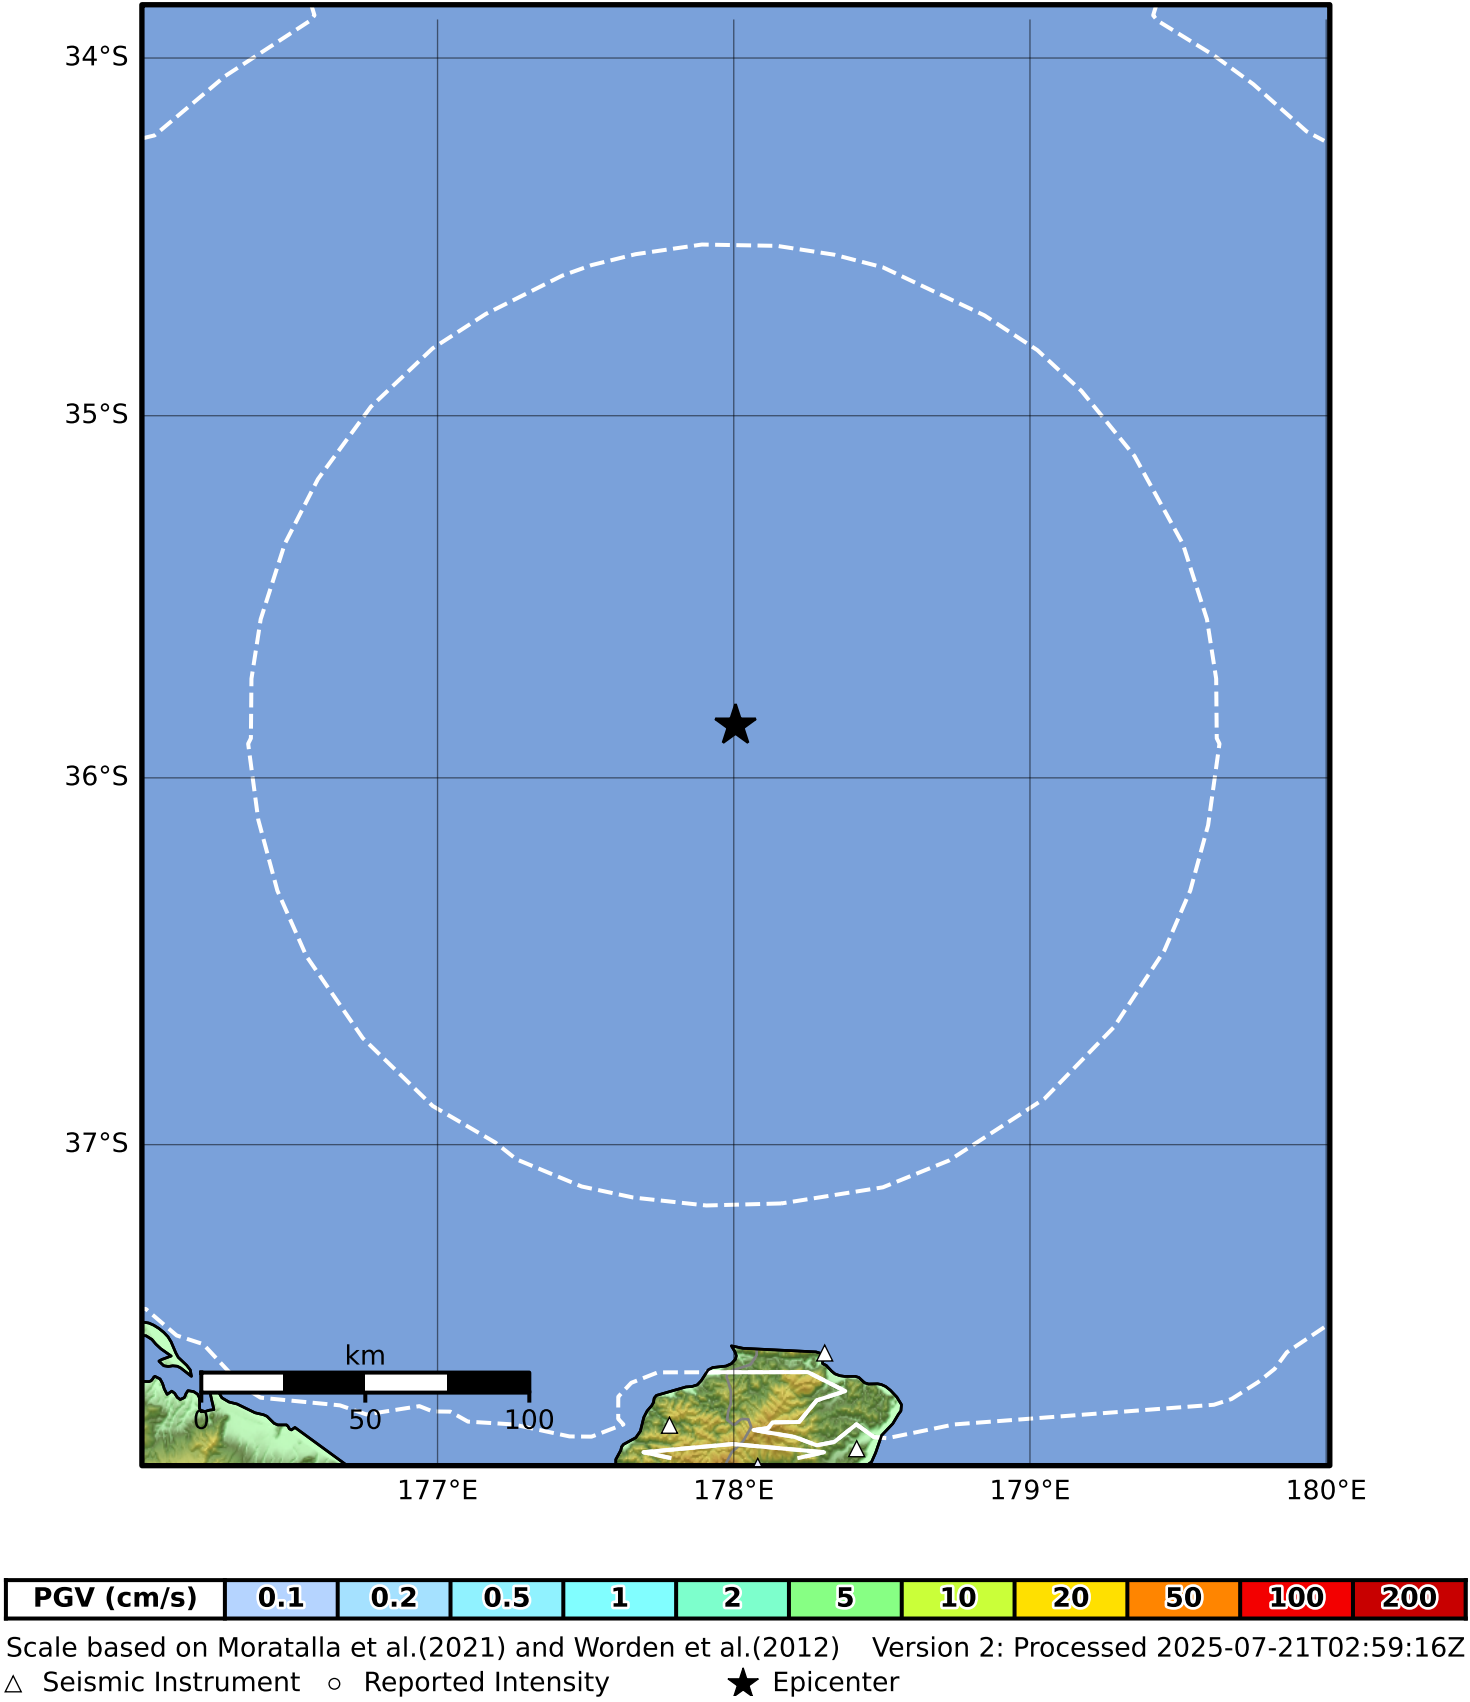 34°S
35°S
36°S
37°S
km
0 50 100
177°E 178°E 179°E 180°E
PGV (cm/s) 0.1 0.2 0.5 1 2 5 10 20 50 100 200
Scale based on Moratalla et al.(2021) and Worden et al.(2012) Version 2: Processed 2025-07-21T02:59:16Z
Seismic Instrument Reported Intensity Epicenter